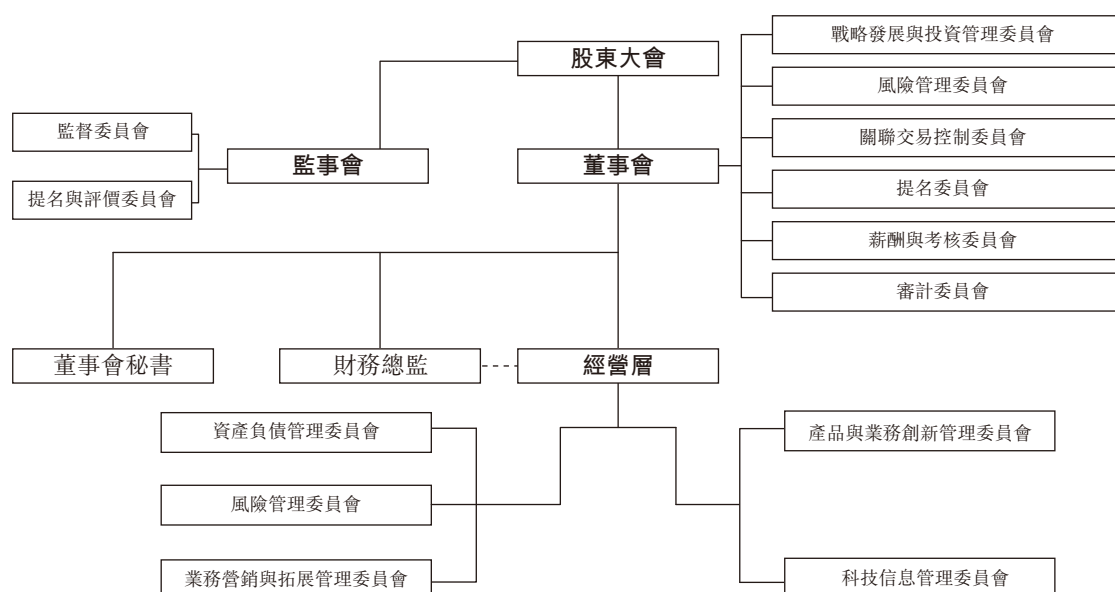 戰略發展與投資管理委員會
股東大會
風險管理委員會
監督委員會
關聯交易控制委員會
監事會
董事會
提名與評價委員會
提名委員會
薪酬與考核委員會
審計委員會
董事會秘書
財務總監
經營層
資產負債管理委員會
產品與業務創新管理委員會
風險管理委員會
業務營銷與拓展管理委員會
科技信息管理委員會